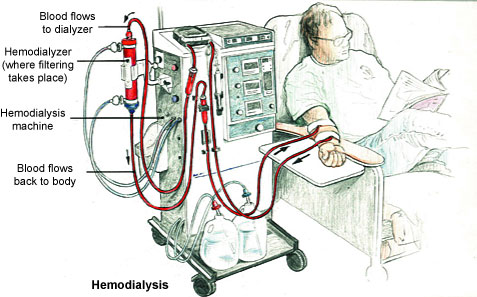 Blood flows
to dialyzer
Hemodialyzer
(where filtering
takes place)
Hemodialysis
machine
Blood flows
back to body
Hemodialysis